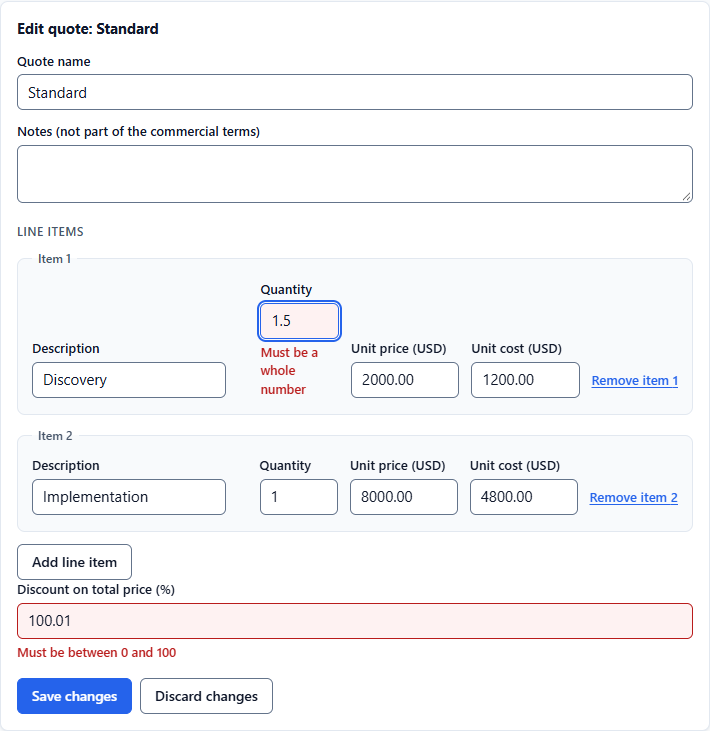 Edit quote: Standard
Quote name
Standard
Notes (not part of the commercial terms)
LINE ITEMS
Item 1
Description
Discovery
Quantity
1.5
Must be a
whole
number
Unit price (USD)
2000.00
Unit cost (USD)
1200.00
Remove item 1
Item 2
Description
Implementation
Quantity
1
Unit price (USD)
8000.00
Unit cost (USD)
4800.00
Remove item 2
Add line item
Discount on total price (%)
100.01
Must be between 0 and 100
Save changes
Discard changes